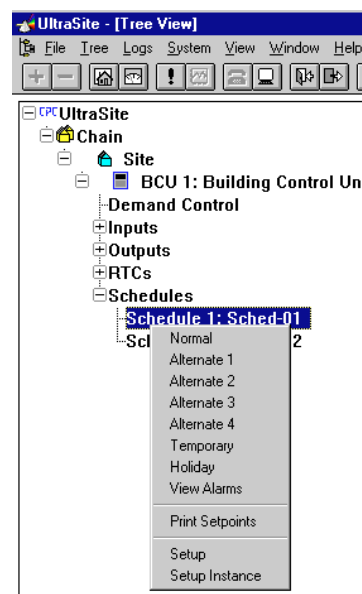 UltraSite - [Tree View]
File Tree Logs System View Window Help
CPC UltraSite
Chain
Site
BCU 1: Building Control Un
Demand Control
Inputs
Outputs
RTCs
Schedules
Schedule 1: Sched-01
2
Normal
Alternate 1
Alternate 2
Alternate 3
Alternate 4
Temporary
Holiday
View Alarms
Print Setpoints
Setup
Setup Instance